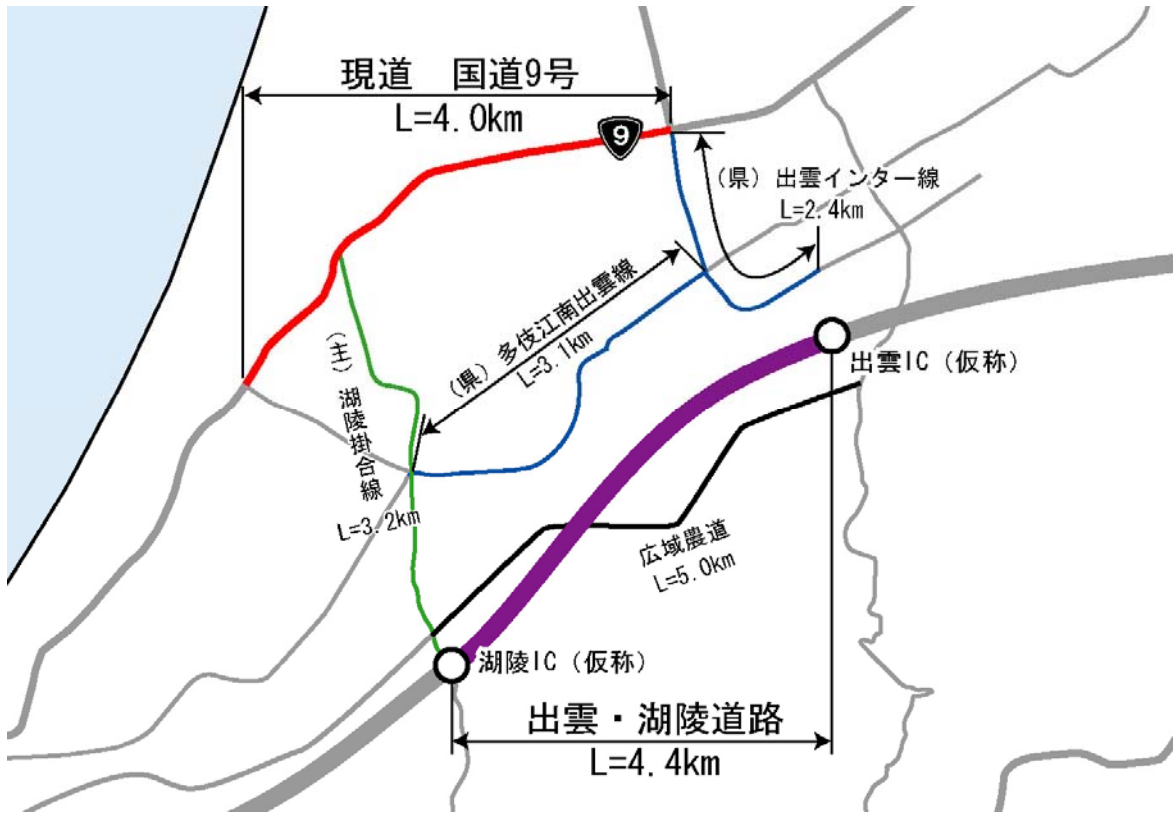 現道 国道9号
L=4.0km
9
（県）出雲インター線
L=2.4km
（県）多伎江南出雲線
L=3.1km
（主）湖陵掛合線
L=3.2km
出雲IC（仮称）
広域農道
L=5.0km
湖陵IC（仮称）
出雲・湖陵道路
L=4.4km